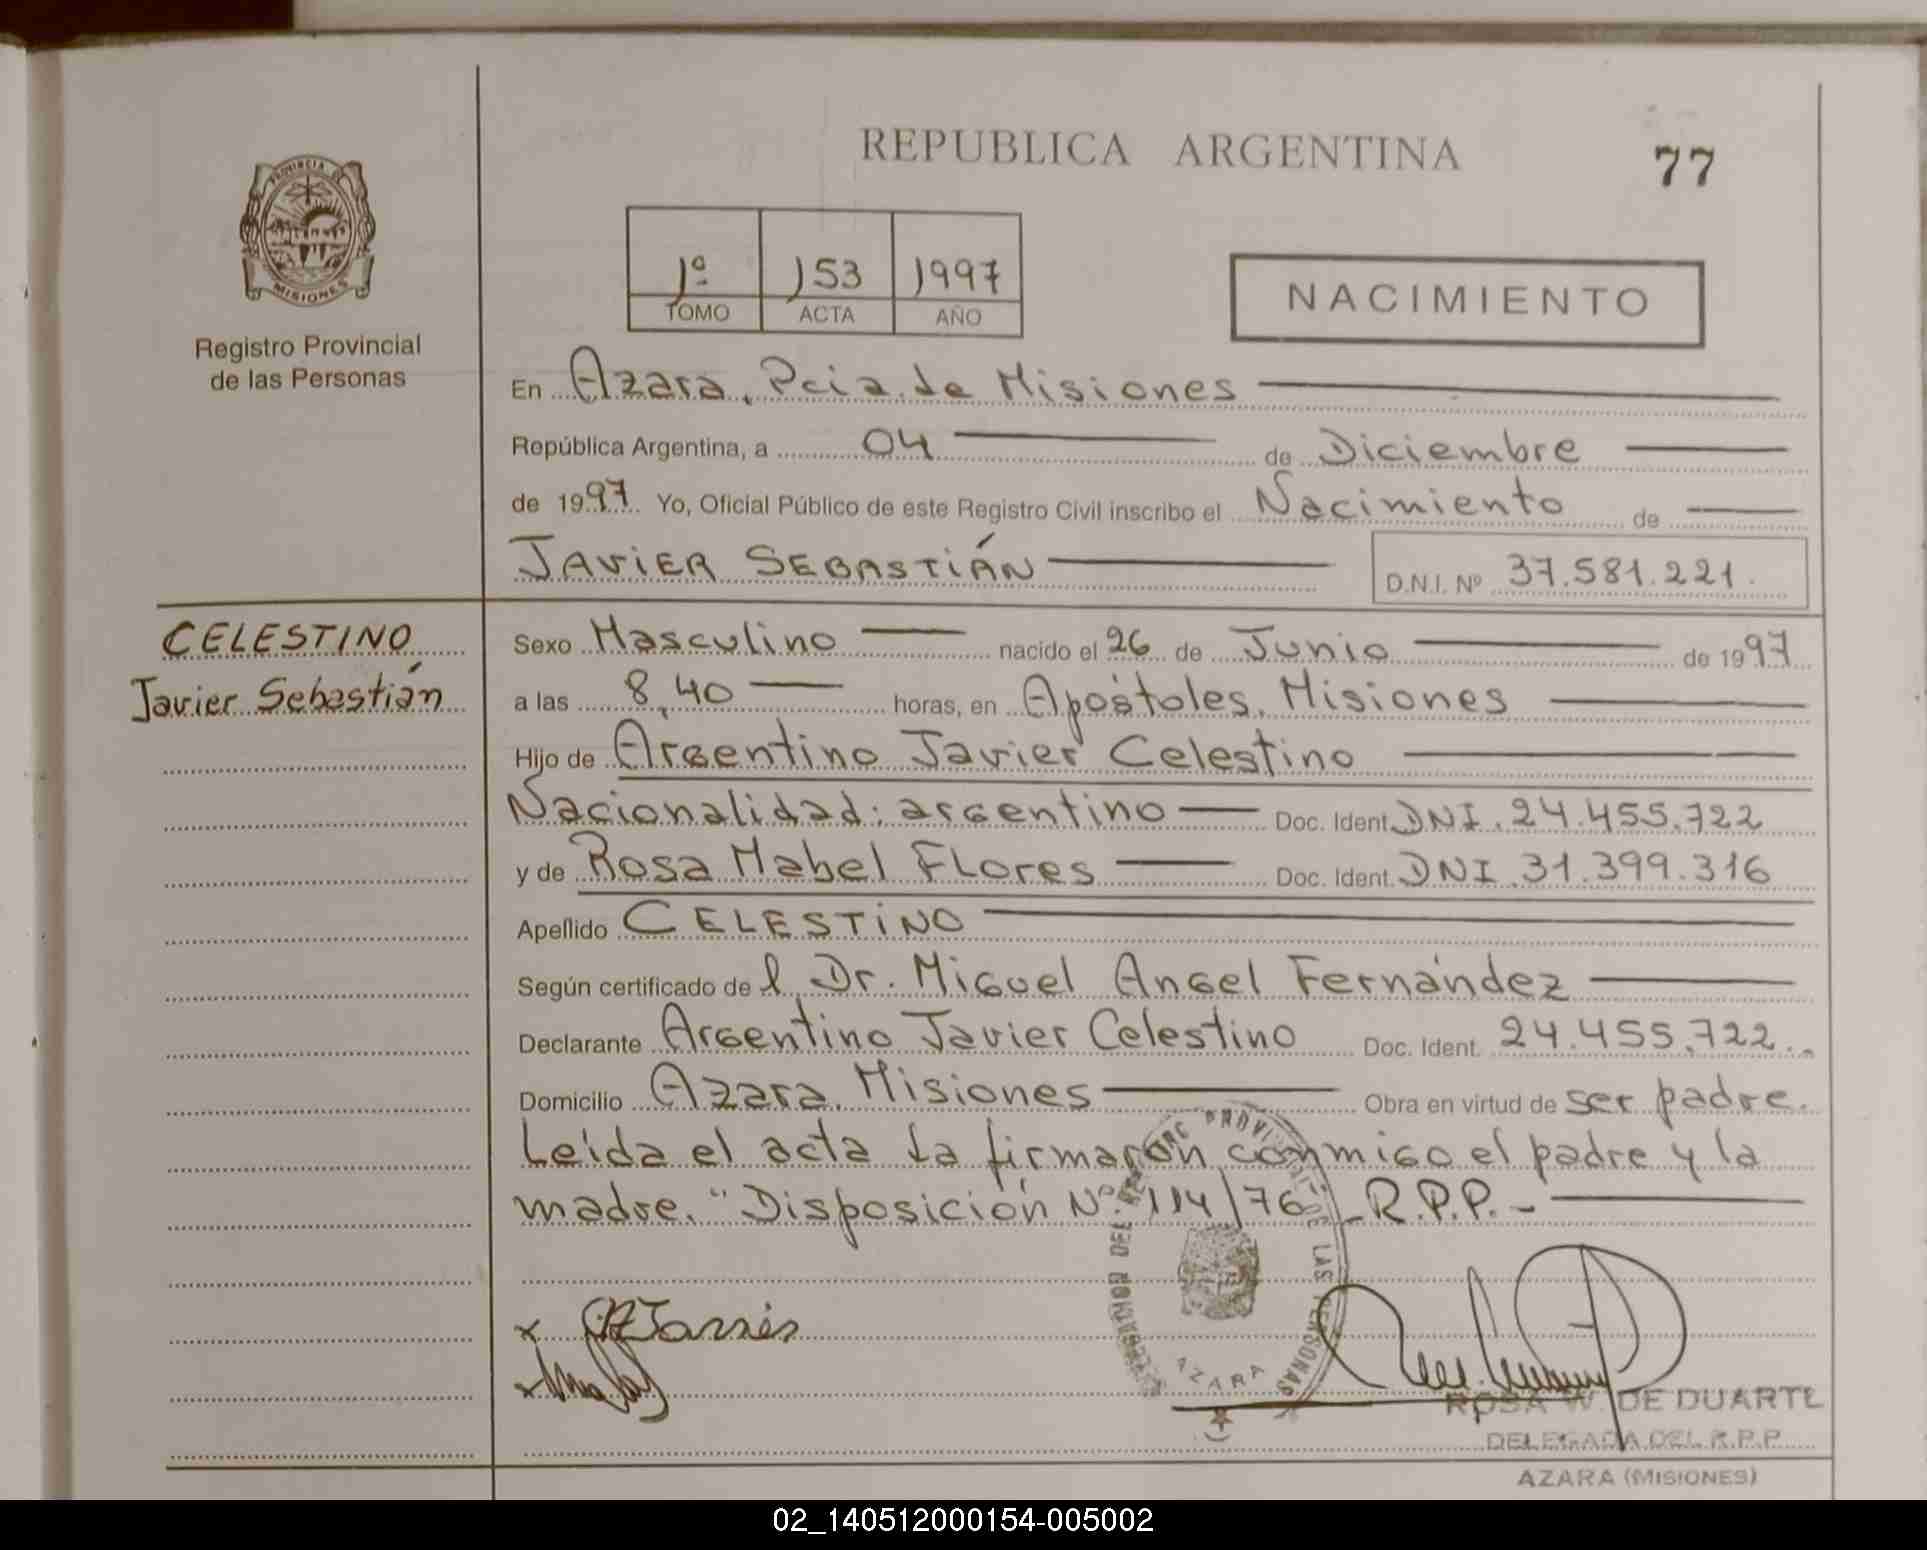 REPUBLICA ARGENTINA
77
PROVINCIA DE
MISIONES
Registro Provincial
de las Personas
1º 153 1997
TOMO ACTA AÑO
NACIMIENTO
En Azara, Pcia. de Misiones
República Argentina, a 04 de Diciembre
de 1997 Yo, Oficial Público de este Registro Civil inscribo el Nacimiento de
JAVIER SEBASTIÁN D.N.I. Nº 37.581.221.
CELESTINO
Javier Sebastián
Sexo Masculino nacido el 26 de Junio de 1997
a las 8,40 horas, en Apóstoles, Misiones
Hijo de Argentino Javier Celestino
Nacionalidad: argentino Doc. Ident. DNI. 24.455.722
y de Rosa Mabel Flores Doc. Ident. DNI. 31.399.316
Apellido CELESTINO
Según certificado del Dr. Miguel Angel Fernández
Declarante Argentino Javier Celestino Doc. Ident. 24.455.722.
Domicilio Azara, Misiones Obra en virtud de ser padre.
Leída el acta la firmaron conmigo el padre y la
madre. "Disposición Nº 114/76 - R.P.P. -
LAS PERSONAS
AZARA
ROSA W. DE DUARTE
DELEGADA DEL R.P.P.
AZARA (MISIONES)
02_140512000154-005002